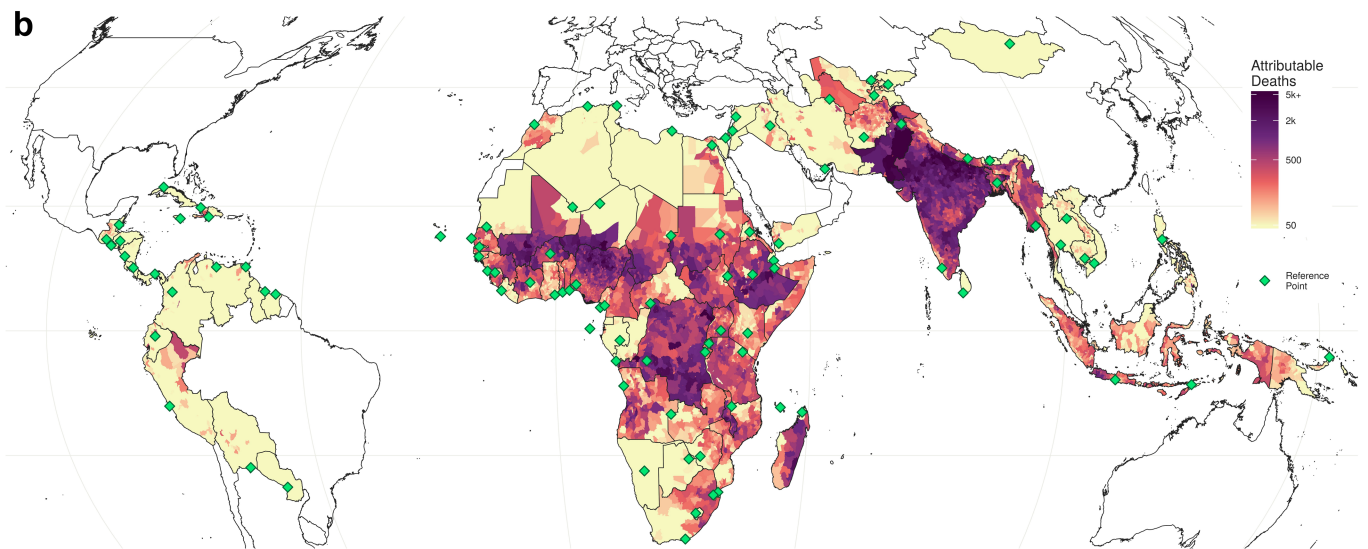 b
Attributable
Deaths
5k+
2k
500
50
Reference
Point